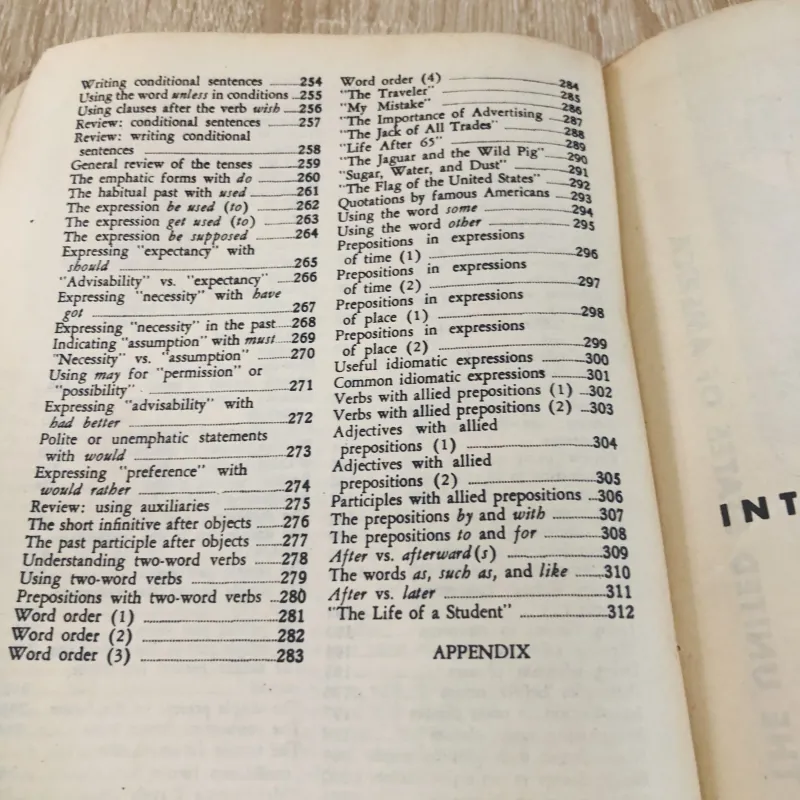 Writing conditional sentences ........254
Using the word unless in conditions ..255
Using clauses after the verb wish ....256
Review: conditional sentences ........257
Review: writing conditional
sentences ........258
General review of the tenses ........259
The emphatic forms with do ........260
The habitual past with used ........261
The expression be used (to) ........262
The expression get used (to) ........263
The expression be supposed ........264
Expressing "expectancy" with
should ........265
"Advisability" vs. "expectancy" ....266
Expressing "necessity" with have
got ........267
Expressing "necessity" in the past....268
Indicating "assumption" with must....269
"Necessity" vs. "assumption" ........270
Using may for "permission" or
"possibility" ........271
Expressing "advisability" with
had better ........272
Polite or unemphatic statements
with would ........273
Expressing "preference" with
would rather ........274
Review: using auxiliaries ........275
The short infinitive after objects ......276
The past participle after objects ......277
Understanding two-word verbs ......278
Using two-word verbs ........279
Prepositions with two-word verbs ..280
Word order (1) ........281
Word order (2) ........282
Word order (3) ........283
Word order (4) ........284
"The Traveler" ........285
"My Mistake" ........286
"The Importance of Advertising ....287
"The Jack of All Trades" ........288
"Life After 65" ........289
"The Jaguar and the Wild Pig" ....290
"Sugar, Water, and Dust" ........291
"The Flag of the United States" ....292
Quotations by famous Americans ....293
Using the word some ........294
Using the word other ........295
Prepositions in expressions
of time (1) ........296
Prepositions in expressions
of time (2) ........297
Prepositions in expressions
of place (1) ........298
Prepositions in expressions
of place (2) ........299
Useful idiomatic expressions ........300
Common idiomatic expressions ......301
Verbs with allied prepositions (1) ..302
Verbs with allied prepositions (2) ..303
Adjectives with allied
prepositions (1) ........304
Adjectives with allied
prepositions (2) ........305
Participles with allied prepositions ..306
The prepositions by and with ........307
The prepositions to and for ........308
After vs. afterward(s) ........309
The words as, such as, and like ......310
After vs. later ........311
"The Life of a Student" ........312
APPENDIX
INT